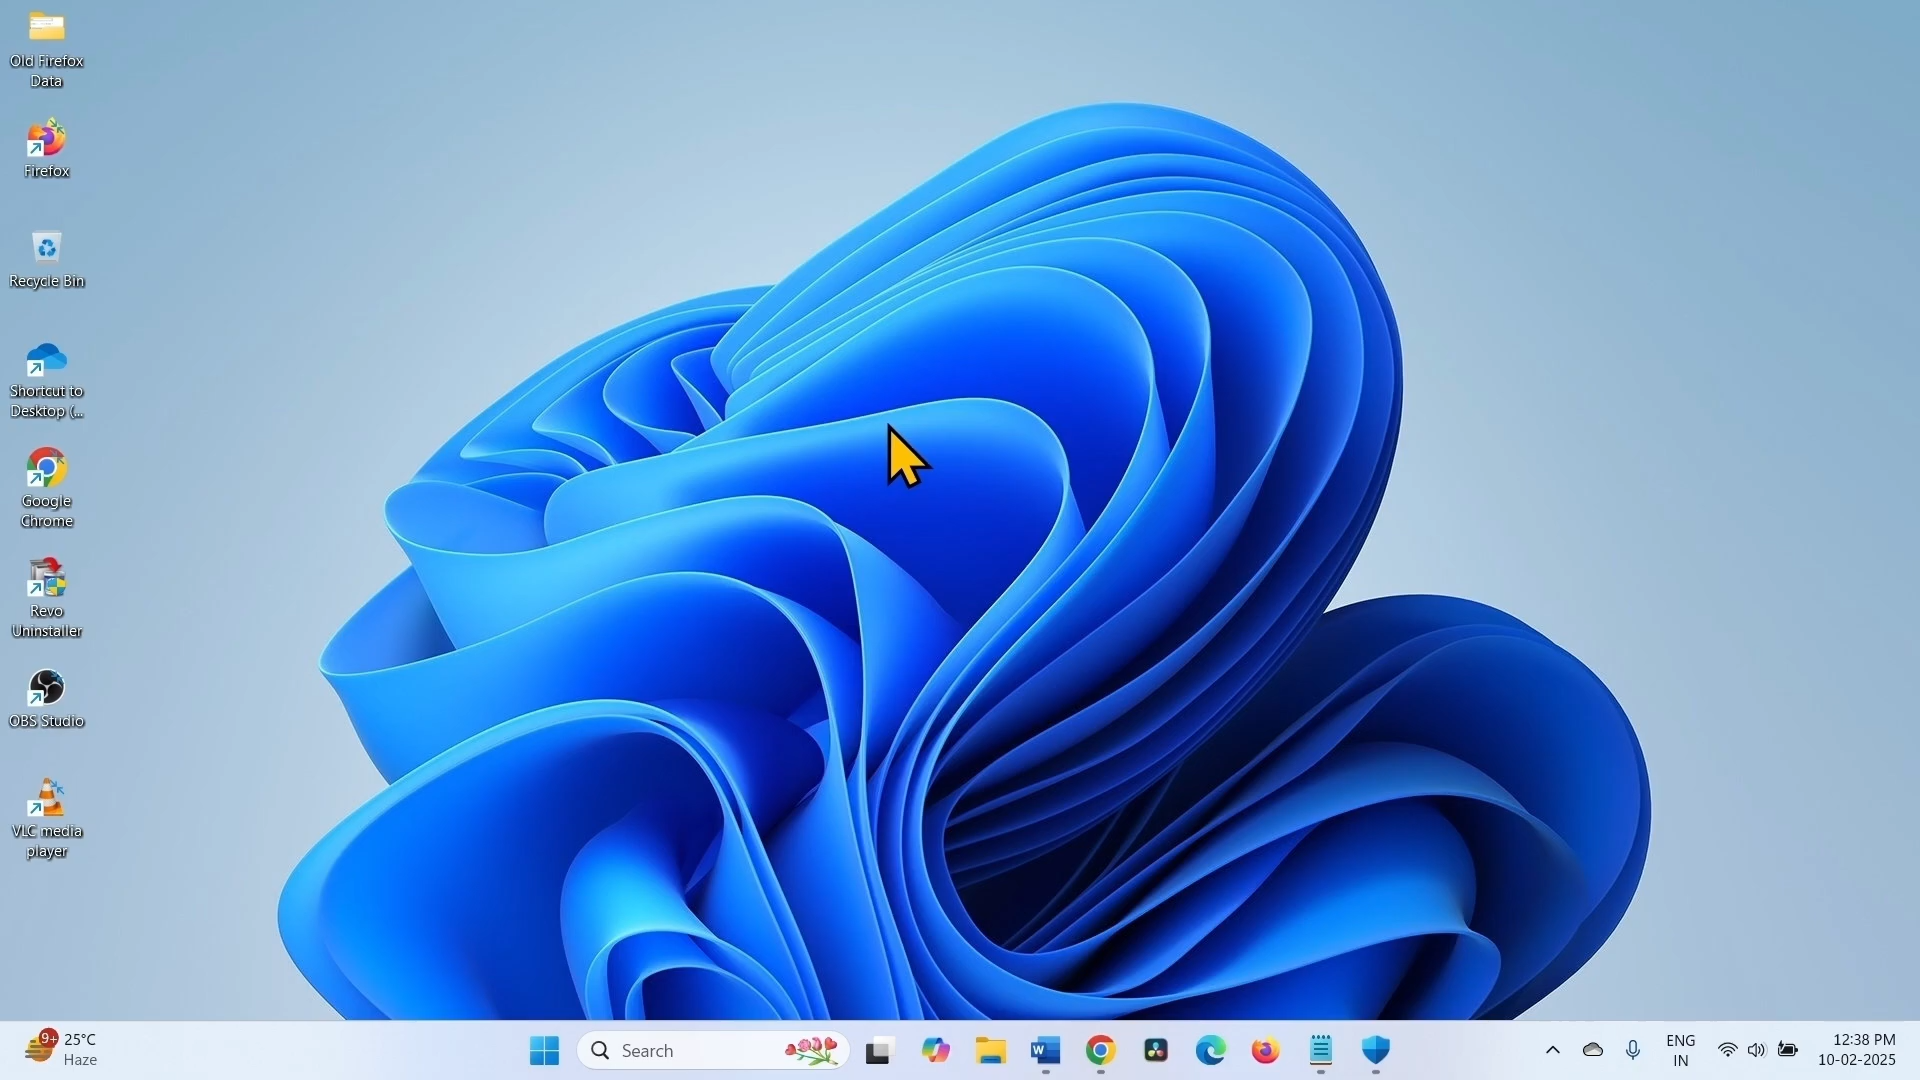 Old Firefox
Data
Firefox
Recycle Bin
Shortcut to
Desktop (...
Google
Chrome
Revo
Uninstaller
OBS Studio
VLC media
player
9+
25°C
Haze
Search
W
ENG
IN
12:38 PM
10-02-2025